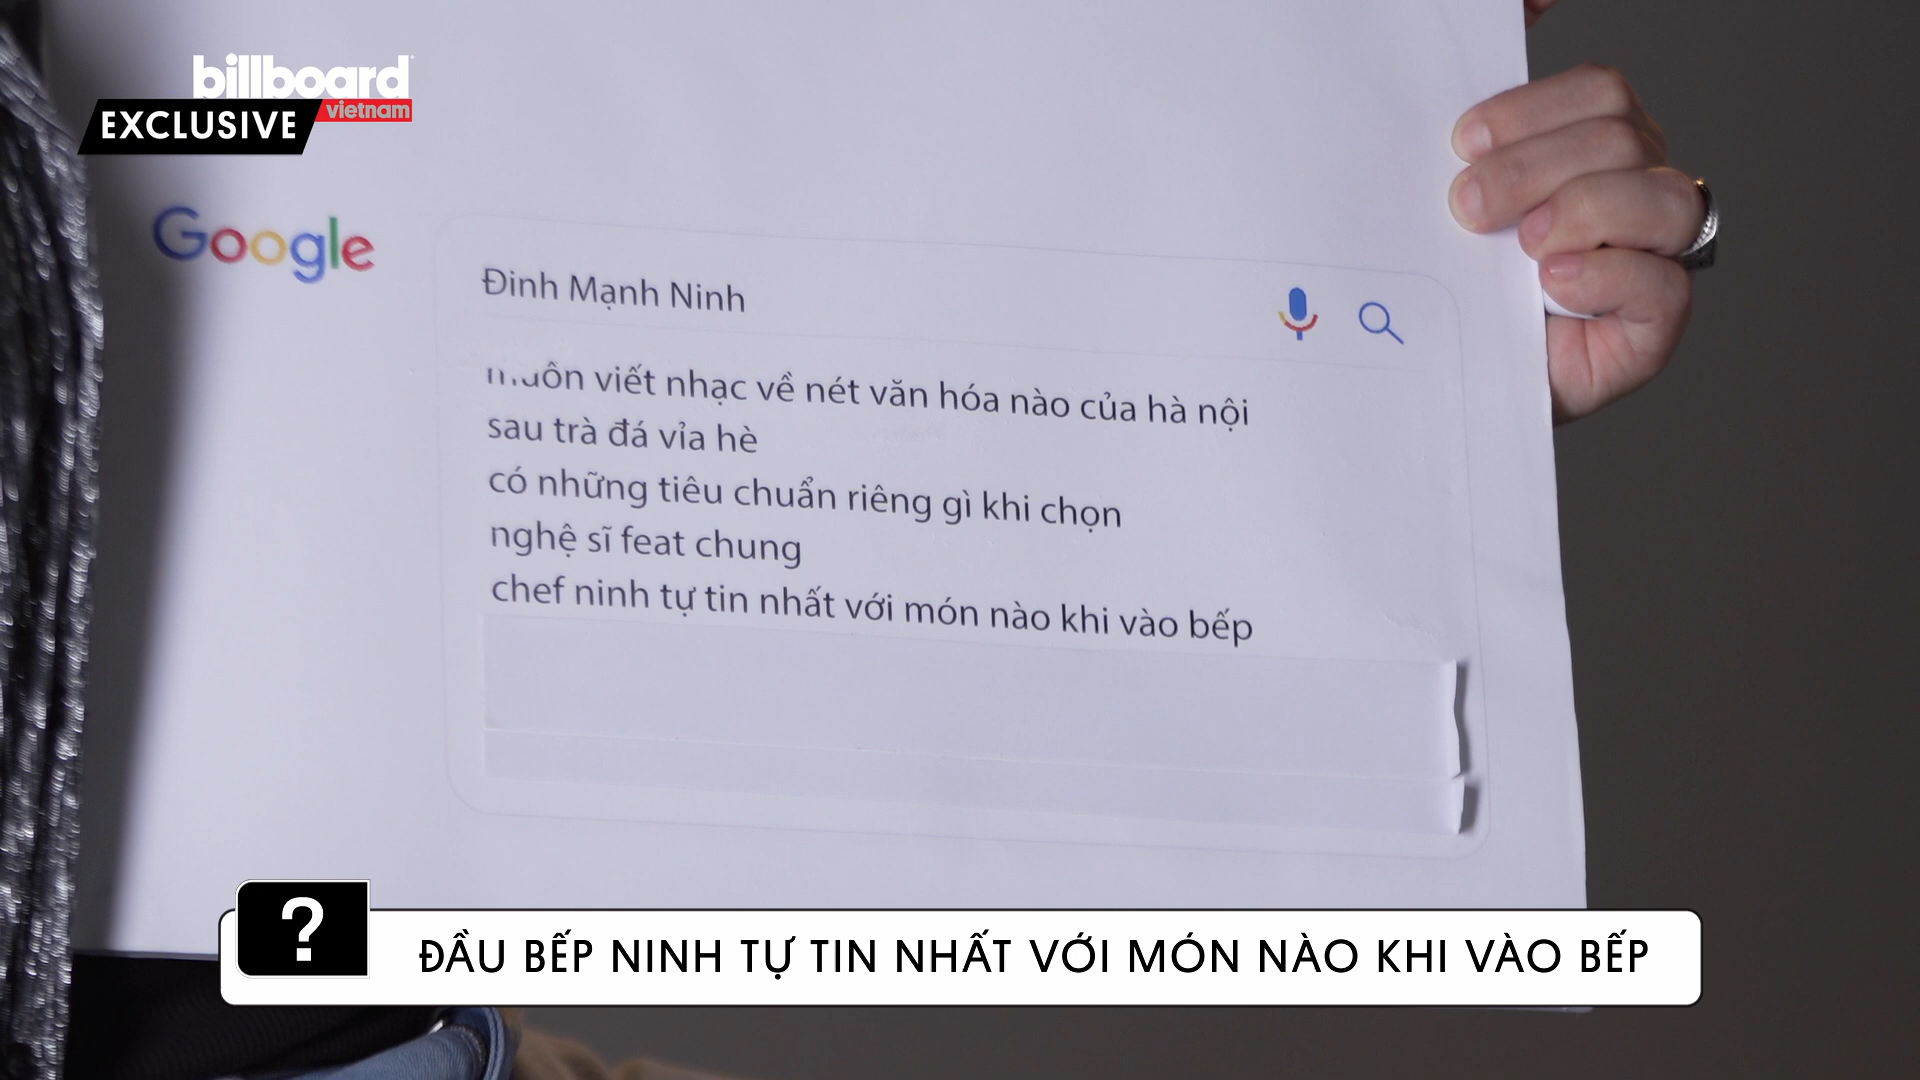 billboard
vietnam
EXCLUSIVE
Google
Đinh Mạnh Ninh
muốn viết nhạc về nét văn hóa nào của hà nội
sau trà đá vỉa hè
có những tiêu chuẩn riêng gì khi chọn
nghệ sĩ feat chung
chef ninh tự tin nhất với món nào khi vào bếp
?
ĐẦU BẾP NINH TỰ TIN NHẤT VỚI MÓN NÀO KHI VÀO BẾP